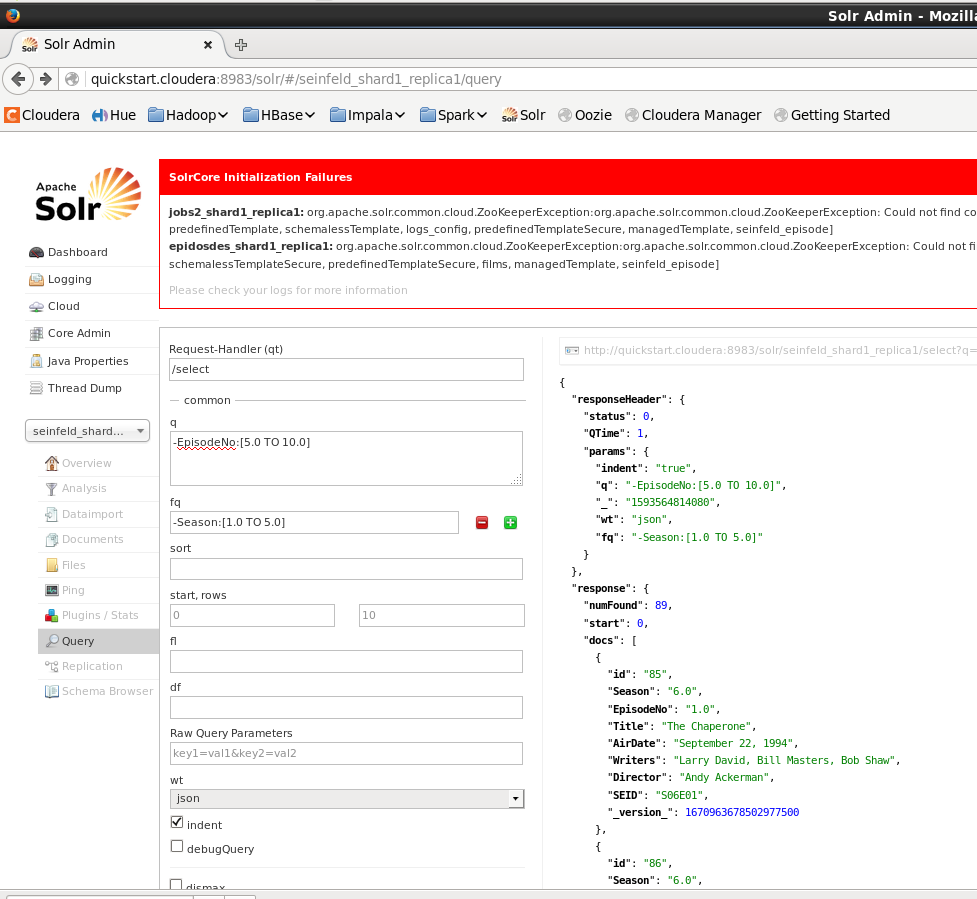 Solr Admin - Mozill
Solr Admin
quickstart.cloudera:8983/solr/#/seinfeld_shard1_replica1/query
Cloudera Hue Hadoop HBase Impala Spark Solr Oozie Cloudera Manager Getting Started
Apache
Solr
Dashboard
Logging
Cloud
Core Admin
Java Properties
Thread Dump
seinfeld_shard...
Overview
Analysis
Dataimport
Documents
Files
Ping
Plugins / Stats
Query
Replication
Schema Browser
SolrCore Initialization Failures
jobs2_shard1_replica1: org.apache.solr.common.cloud.ZooKeeperException:org.apache.solr.common.cloud.ZooKeeperException: Could not find co
predefinedTemplate, schemalessTemplate, logs_config, predefinedTemplateSecure, managedTemplate, seinfeld_episode]
epidosdes_shard1_replica1: org.apache.solr.common.cloud.ZooKeeperException:org.apache.solr.common.cloud.ZooKeeperException: Could not fi
schemalessTemplateSecure, predefinedTemplateSecure, films, managedTemplate, seinfeld_episode]
Please check your logs for more information
Request-Handler (qt)
/select
common
q
-EpisodeNo:[5.0 TO 10.0]
fq
-Season:[1.0 TO 5.0]
sort
start, rows
0 10
fl
df
Raw Query Parameters
key1=val1&key2=val2
wt
json
indent
debugQuery
dismax
http://quickstart.cloudera:8983/solr/seinfeld_shard1_replica1/select?q=
{
"responseHeader": {
"status": 0,
"QTime": 1,
"params": {
"indent": "true",
"q": "-EpisodeNo:[5.0 TO 10.0]",
"_": "1593564814080",
"wt": "json",
"fq": "-Season:[1.0 TO 5.0]"
}
},
"response": {
"numFound": 89,
"start": 0,
"docs": [
{
"id": "85",
"Season": "6.0",
"EpisodeNo": "1.0",
"Title": "The Chaperone",
"AirDate": "September 22, 1994",
"Writers": "Larry David, Bill Masters, Bob Shaw",
"Director": "Andy Ackerman",
"SEID": "S06E01",
"_version_": 1670963678502977500
},
{
"id": "86",
"Season": "6.0",